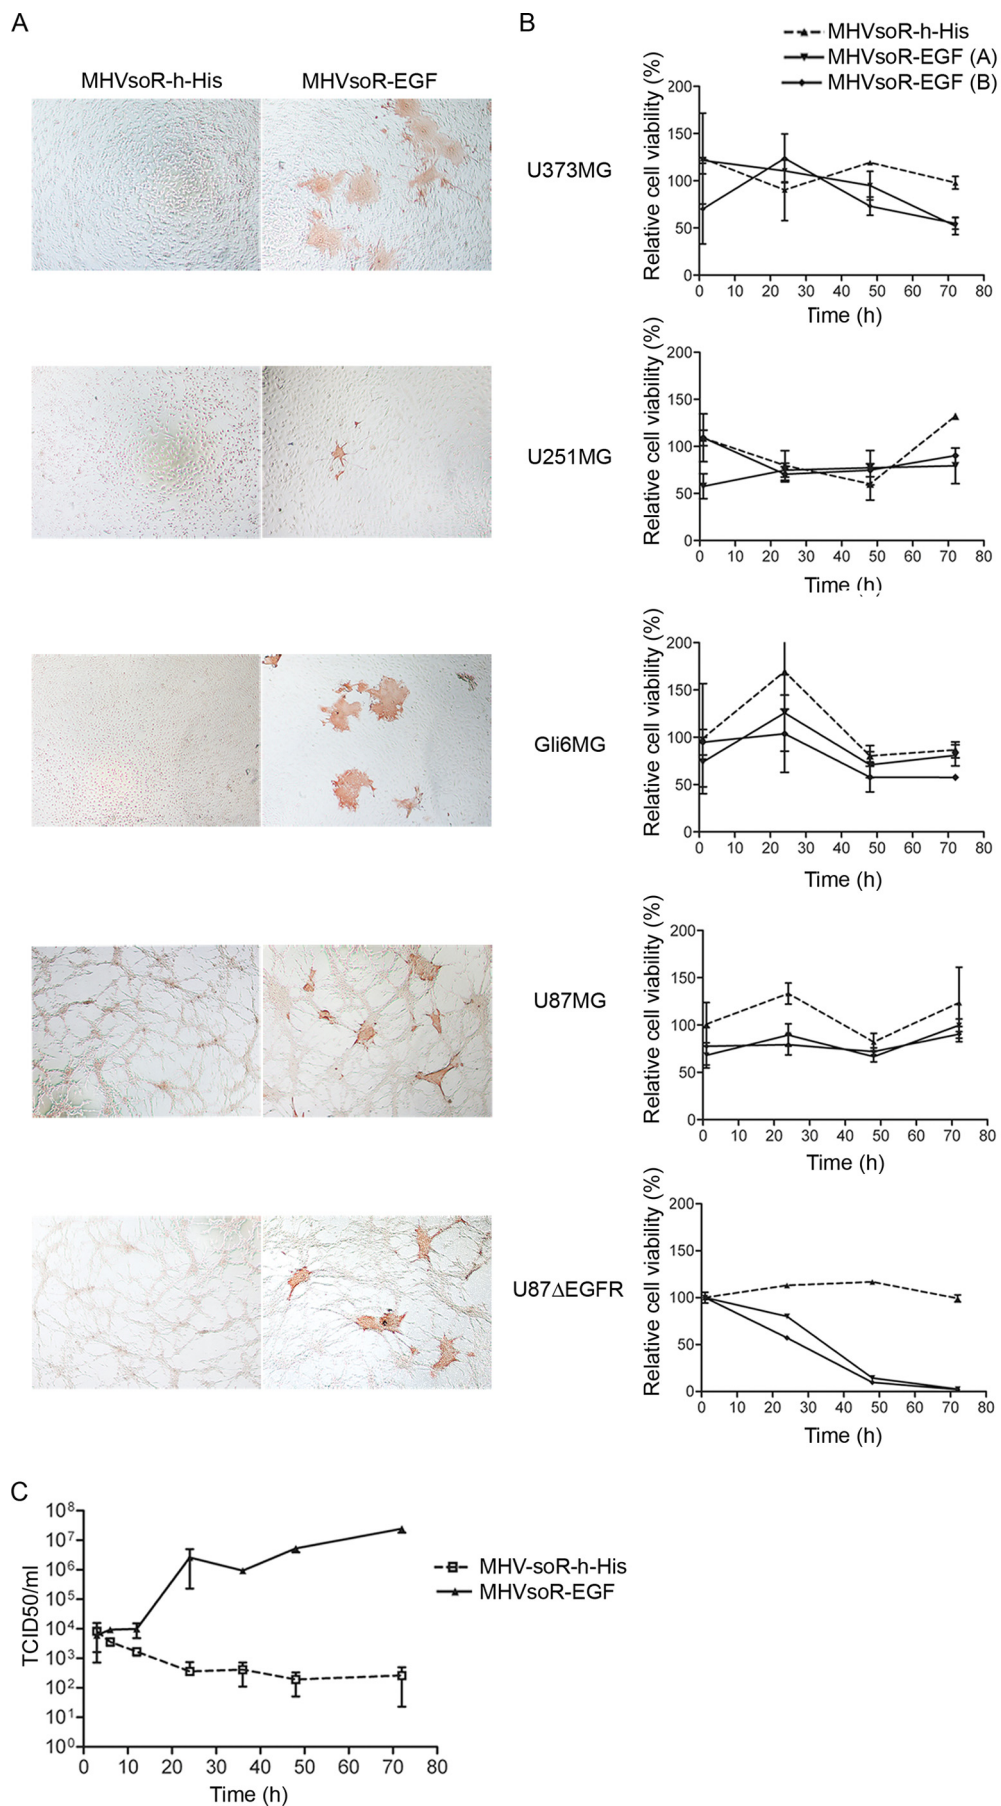 A
B
MHVsoR-h-His
MHVsoR-EGF (A)
MHVsoR-EGF (B)
MHVsoR-h-His
MHVsoR-EGF
U373MG
Relative cell viability (%)
200
150
100
50
0
0 10 20 30 40 50 60 70 80
Time (h)
U251MG
Relative cell viability (%)
200
150
100
50
0
0 10 20 30 40 50 60 70 80
Time (h)
Gli6MG
Relative cell viability (%)
200
150
100
50
0
0 10 20 30 40 50 60 70 80
Time (h)
U87MG
Relative cell viability (%)
200
150
100
50
0
0 10 20 30 40 50 60 70 80
Time (h)
U87ΔEGFR
Relative cell viability (%)
200
150
100
50
0
0 10 20 30 40 50 60 70 80
Time (h)
C
TCID50/ml
10⁸
10⁷
10⁶
10⁵
10⁴
10³
10²
10¹
10⁰
0 10 20 30 40 50 60 70 80
Time (h)
MHV-soR-h-His
MHVsoR-EGF